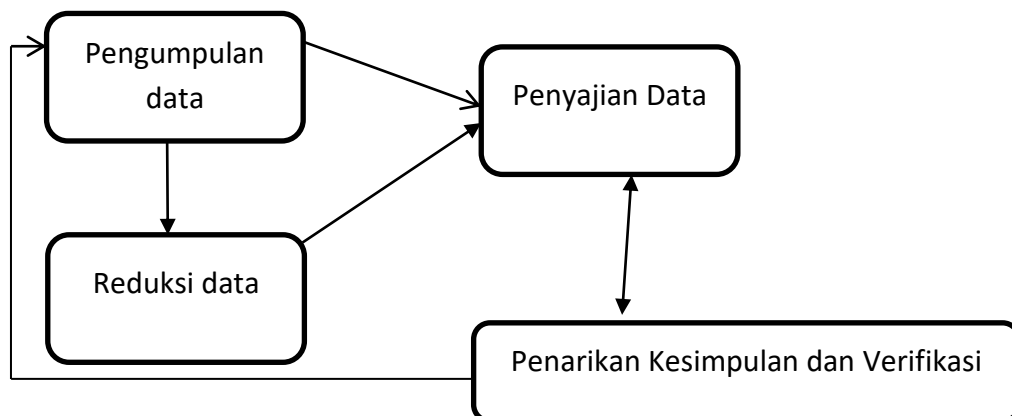 Pengumpulan
data
Penyajian Data
Reduksi data
Penarikan Kesimpulan dan Verifikasi